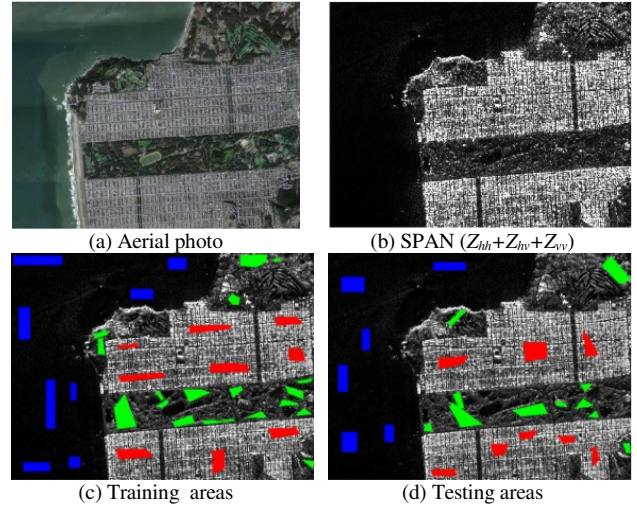 (a) Aerial photo
(b) SPAN (Zhh+Zhv+Zvv)
(c) Training areas
(d) Testing areas